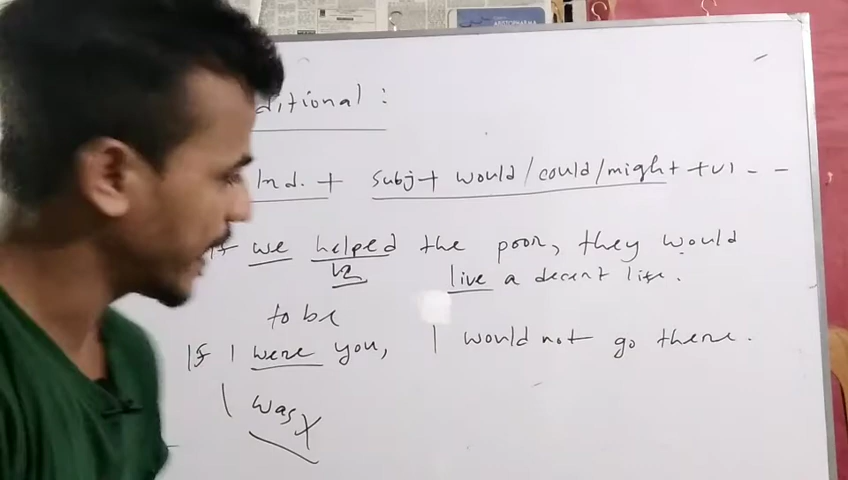 ditional :
Ind. + Subj + would/could/might + V1 - -
If we helped the poor, they would
V2
live a decent life.
to be
If I were you, I would not go there.
I was X